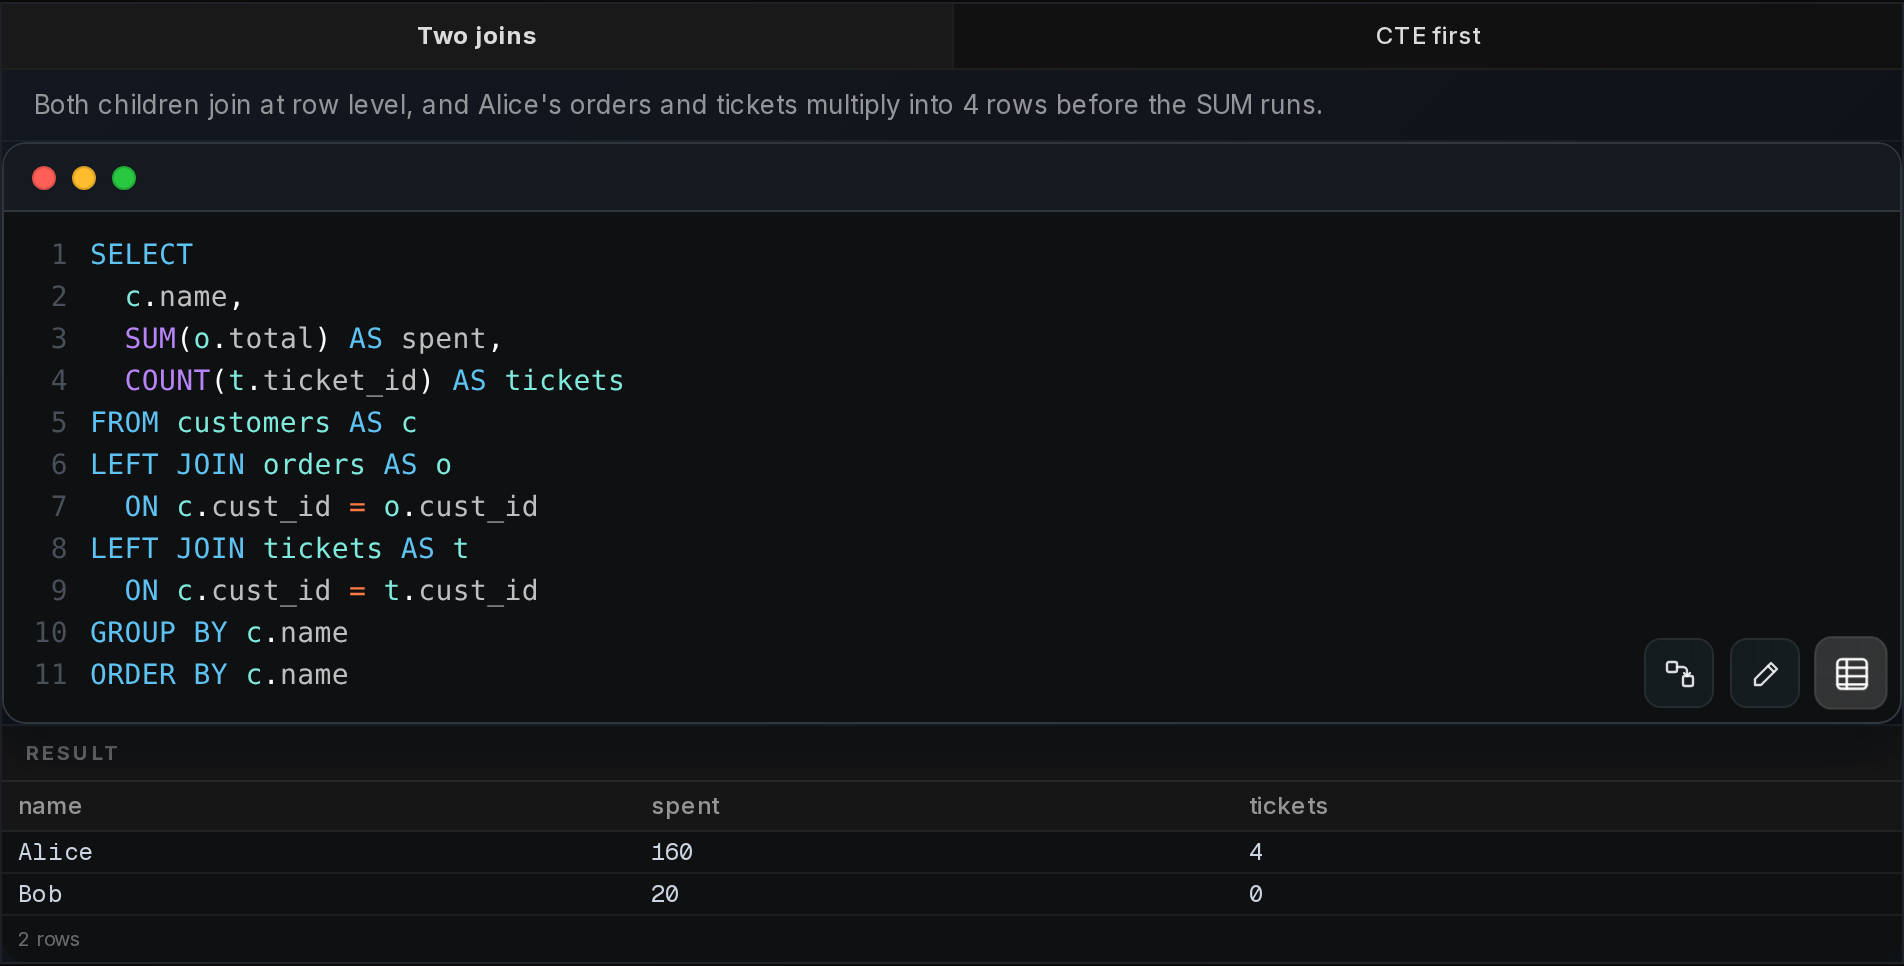 Two joins
CTE first
Both children join at row level, and Alice's orders and tickets multiply into 4 rows before the SUM runs.
1 SELECT
2   c.name,
3   SUM(o.total) AS spent,
4   COUNT(t.ticket_id) AS tickets
5 FROM customers AS c
6 LEFT JOIN orders AS o
7   ON c.cust_id = o.cust_id
8 LEFT JOIN tickets AS t
9   ON c.cust_id = t.cust_id
10 GROUP BY c.name
11 ORDER BY c.name
RESULT
name spent tickets
Alice 160 4
Bob 20 0
2 rows